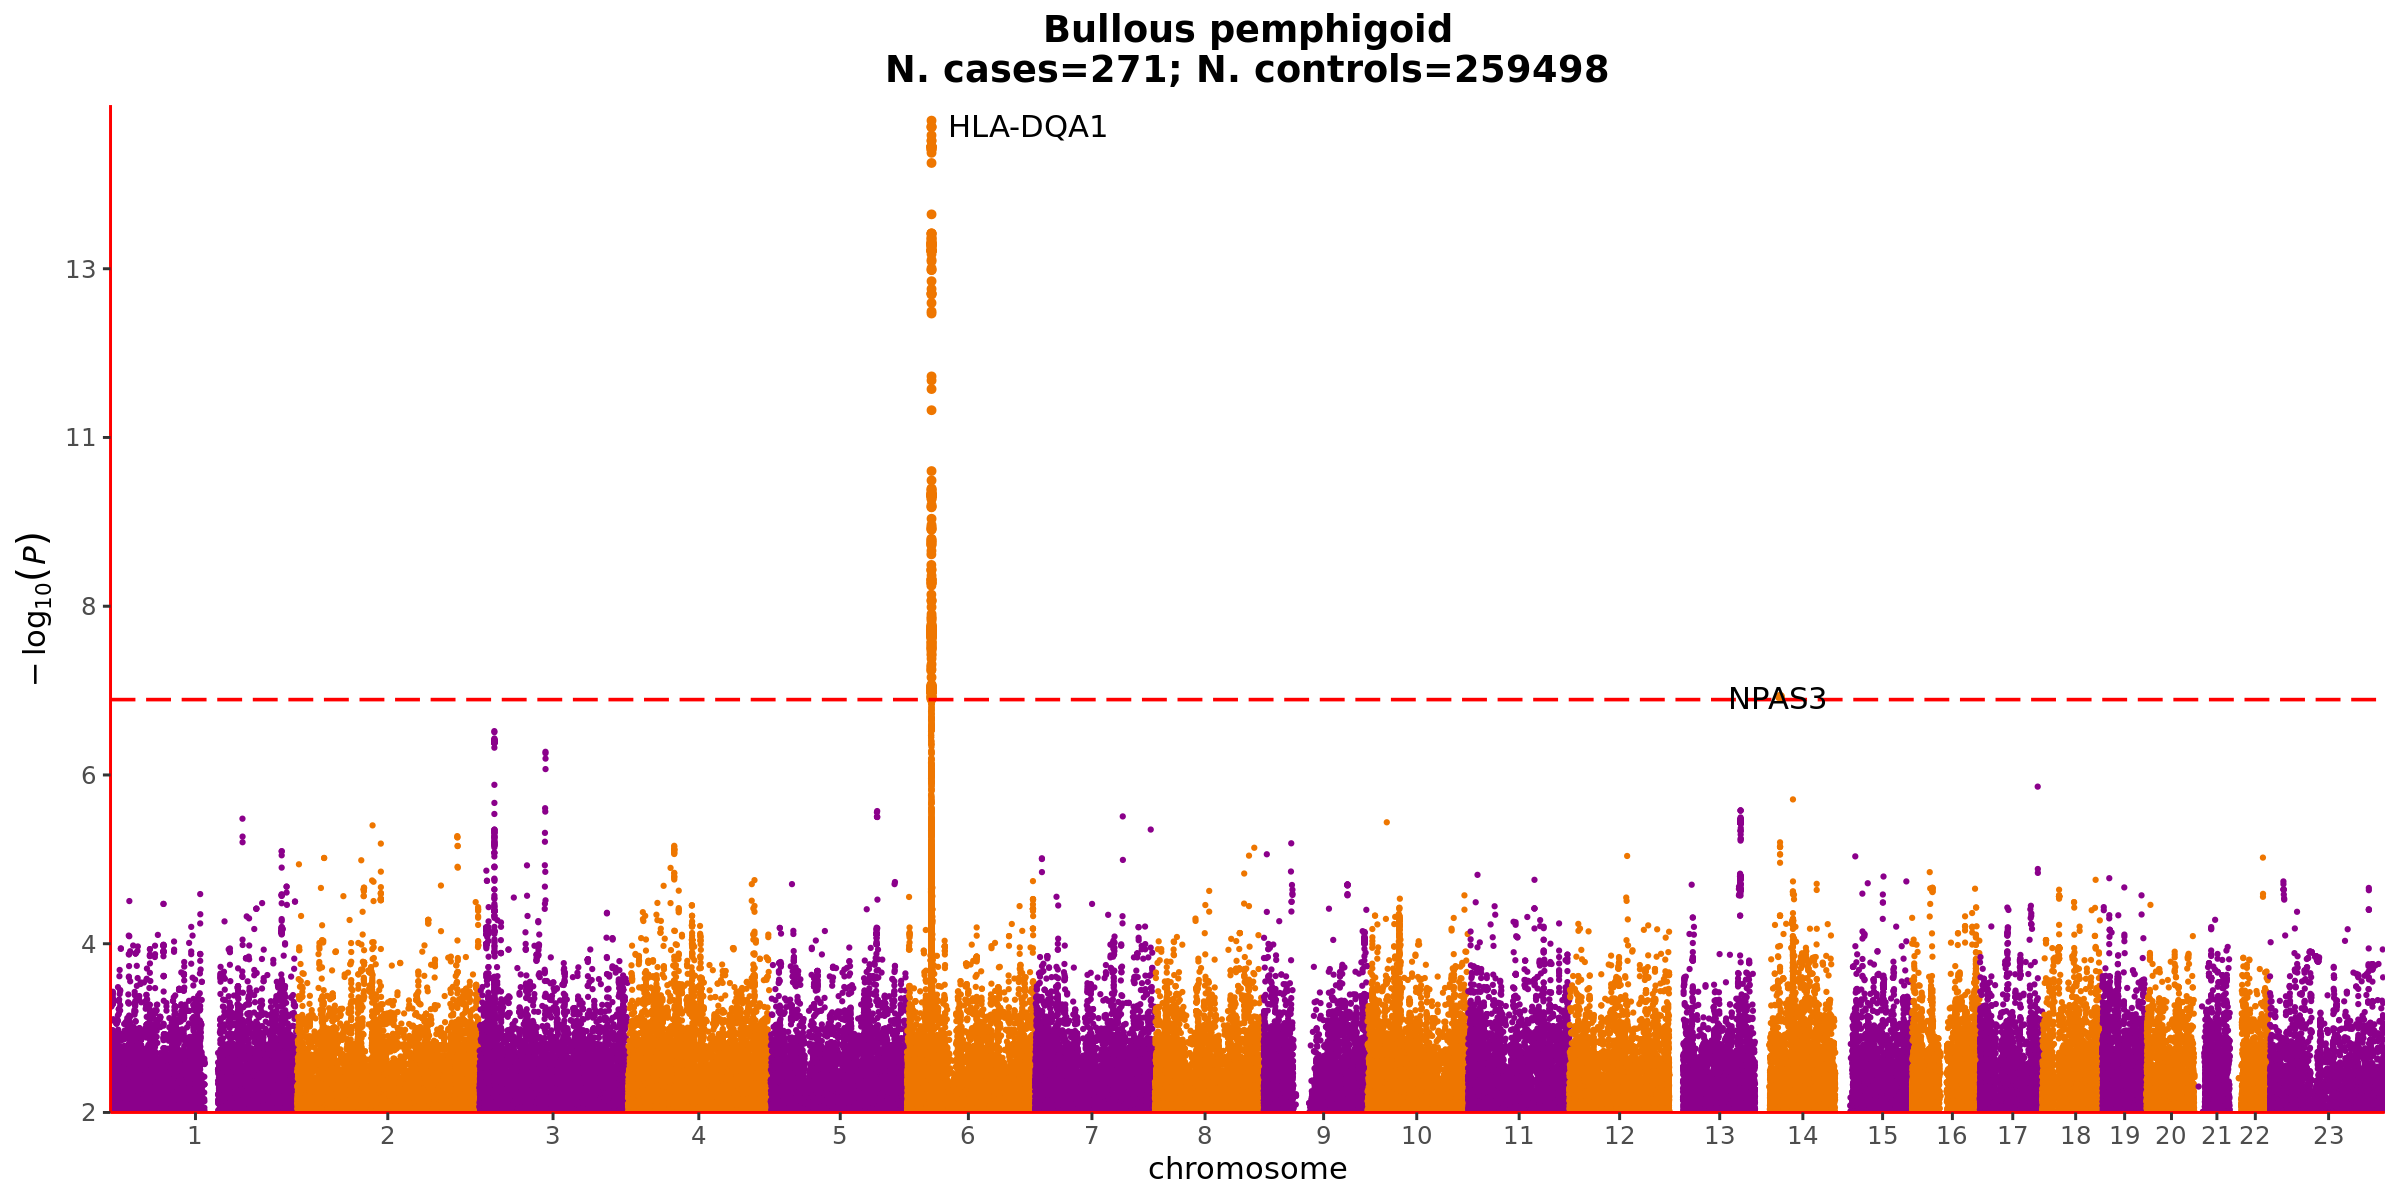 Bullous pemphigoid
N. cases=271; N. controls=259498
HLA-DQA1
13
11
8
NPAS3
6
4
2
−log10(P)
1 2 3 4 5 6 7 8 9 10 11 12 13 14 15 16 17 18 19 20 21 22 23
chromosome